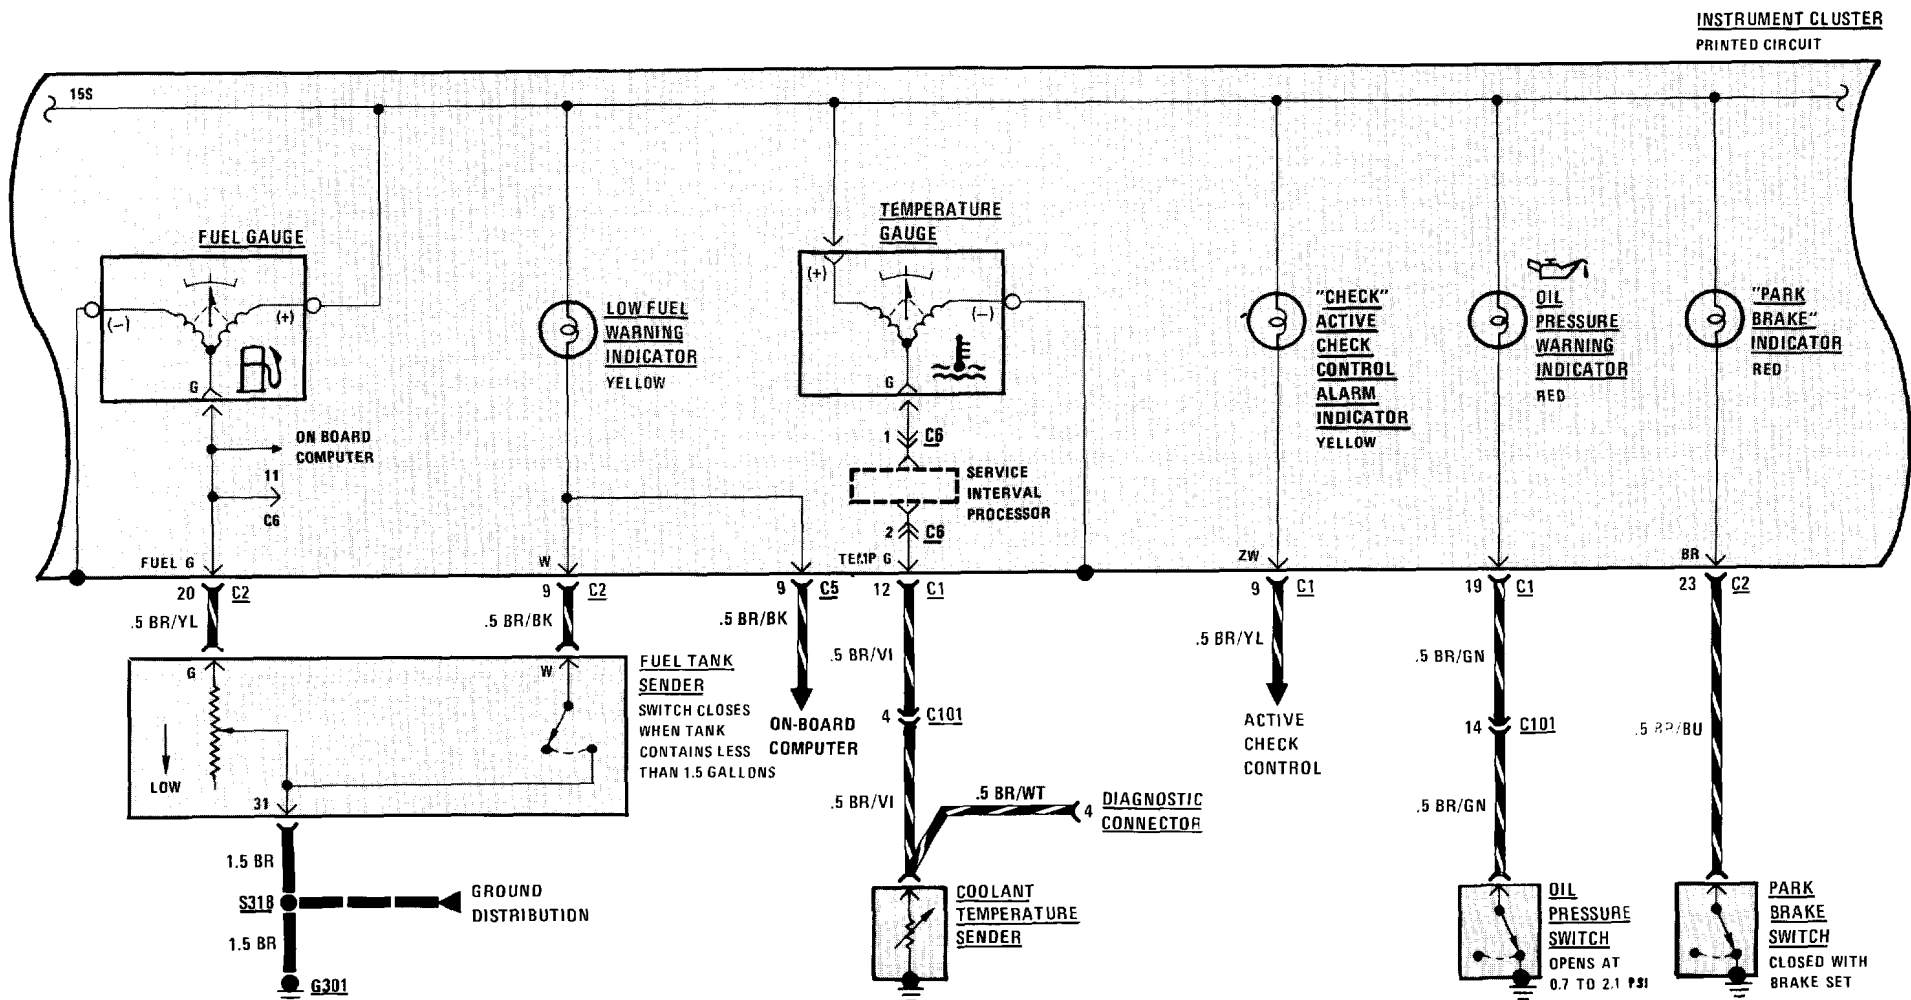 INSTRUMENT CLUSTER
PRINTED CIRCUIT
15S
FUEL GAUGE
(-)
(+)
G
ON BOARD
COMPUTER
11
C6
FUEL G
LOW FUEL
WARNING
INDICATOR
YELLOW
W
TEMPERATURE
GAUGE
(+)
(-)
G
1
C6
SERVICE
INTERVAL
PROCESSOR
2
C6
TEMP G
"CHECK"
ACTIVE
CHECK
CONTROL
ALARM
INDICATOR
YELLOW
ZW
OIL
PRESSURE
WARNING
INDICATOR
RED
"PARK
BRAKE"
INDICATOR
RED
BR
20 C2
.5 BR/YL
9 C2
.5 BR/BK
9 C5
.5 BR/BK
12 C1
.5 BR/VI
9 C1
.5 BR/YL
19 C1
.5 BR/GN
23 C2
.5 BR/BU
G
W
LOW
31
FUEL TANK
SENDER
SWITCH CLOSES
WHEN TANK
CONTAINS LESS
THAN 1.5 GALLONS
ON-BOARD
COMPUTER
4 C101
.5 BR/VI
.5 BR/WT
4
DIAGNOSTIC
CONNECTOR
ACTIVE
CHECK
CONTROL
14 C101
.5 BR/GN
1.5 BR
S318
GROUND
DISTRIBUTION
1.5 BR
G301
COOLANT
TEMPERATURE
SENDER
OIL
PRESSURE
SWITCH
OPENS AT
0.7 TO 2.1 PSI
PARK
BRAKE
SWITCH
CLOSED WITH
BRAKE SET